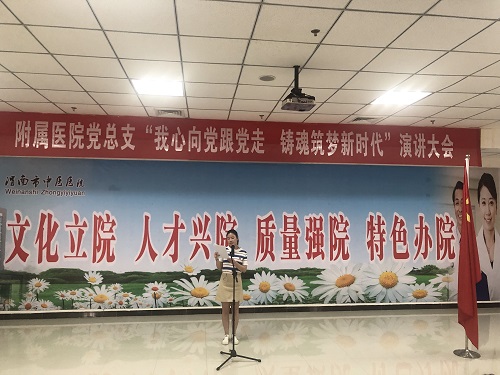 附属医院党总支“我心向党跟党走 铸魂筑梦新时代”演讲大会
渭南市中医医院
Weinanshi Zhongyiyiyuan
文化立院 人才兴院 质量强院 特色办院